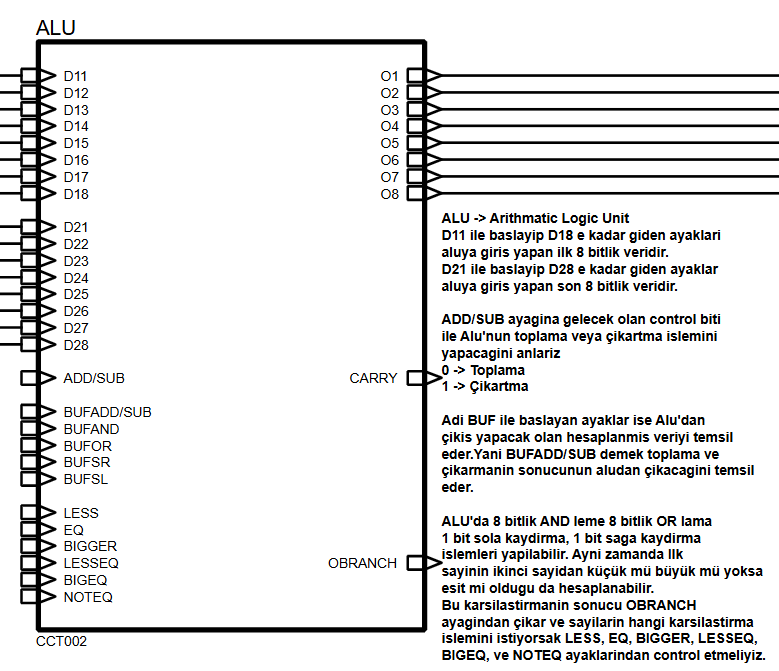 ALU
D11
D12
D13
D14
D15
D16
D17
D18
D21
D22
D23
D24
D25
D26
D27
D28
ADD/SUB
BUFADD/SUB
BUFAND
BUFOR
BUFSR
BUFSL
LESS
EQ
BIGGER
LESSEQ
BIGEQ
NOTEQ
O1
O2
O3
O4
O5
O6
O7
O8
CARRY
OBRANCH
CCT002
ALU -> Arithmatic Logic Unit
D11 ile baslayip D18 e kadar giden ayaklari
aluya giris yapan ilk 8 bitlik veridir.
D21 ile baslayip D28 e kadar giden ayaklar
aluya giris yapan son 8 bitlik veridir.
ADD/SUB ayagina gelecek olan control biti
ile Alu'nun toplama veya çikartma islemini
yapacagini anlariz
0 -> Toplama
1 -> Çikartma
Adi BUF ile baslayan ayaklar ise Alu'dan
çikis yapacak olan hesaplanmis veriyi temsil
eder.Yani BUFADD/SUB demek toplama ve
çikarmanin sonucunun aludan çikacagini temsil
eder.
ALU'da 8 bitlik AND leme 8 bitlik OR lama
1 bit sola kaydirma, 1 bit saga kaydirma
islemleri yapilabilir. Ayni zamanda Ilk
sayinin ikinci sayidan küçük mü büyük mü yoksa
esit mi oldugu da hesaplanabilir.
Bu karsilastirmanin sonucu OBRANCH
ayagindan çikar ve sayilarin hangi karsilastirma
islemini istiyorsak LESS, EQ, BIGGER, LESSEQ,
BIGEQ, ve NOTEQ ayaklarindan control etmeliyiz.